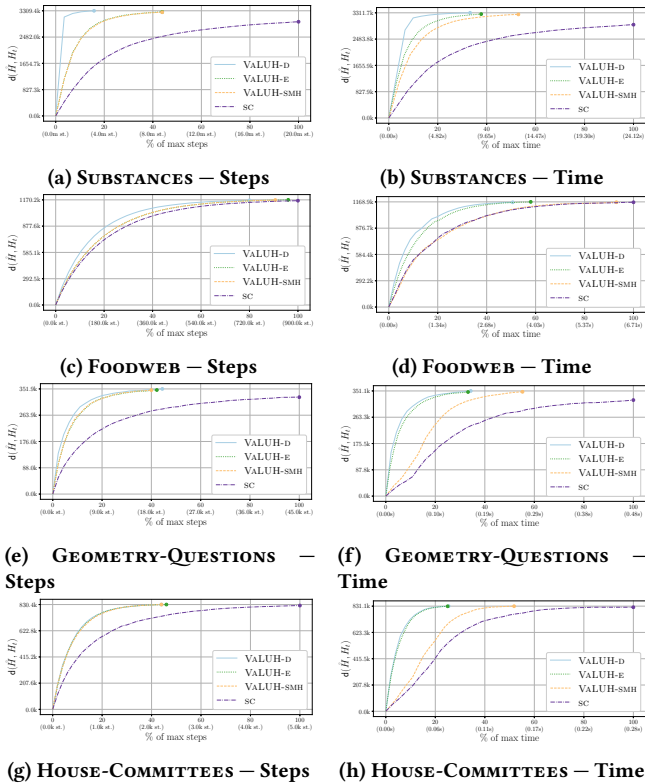 3309.4k
2482.0k
1654.7k
827.3k
0.0k
d(Ĥ, H_t)
VALUH-D
VALUH-E
VALUH-SMH
SC
0 20 40 60 80 100
(0.0m st.) (4.0m st.) (8.0m st.) (12.0m st.) (16.0m st.) (20.0m st.)
% of max steps
(a) SUBSTANCES — Steps
3311.7k
2483.8k
1655.9k
827.9k
0.0k
d(Ĥ, H_t)
VALUH-D
VALUH-E
VALUH-SMH
SC
0 20 40 60 80 100
(0.00s) (4.82s) (9.65s) (14.47s) (19.30s) (24.12s)
% of max time
(b) SUBSTANCES — Time
1170.2k
877.6k
585.1k
292.5k
0.0k
d(Ĥ, H_t)
VALUH-D
VALUH-E
VALUH-SMH
SC
0 20 40 60 80 100
(0.0k st.) (180.0k st.) (360.0k st.) (540.0k st.) (720.0k st.) (900.0k st.)
% of max steps
(c) FOODWEB — Steps
1168.9k
876.7k
584.4k
292.2k
0.0k
d(Ĥ, H_t)
VALUH-D
VALUH-E
VALUH-SMH
SC
0 20 40 60 80 100
(0.00s) (1.34s) (2.68s) (4.03s) (5.37s) (6.71s)
% of max time
(d) FOODWEB — Time
351.9k
263.9k
176.0k
88.0k
0.0k
d(Ĥ, H_t)
VALUH-D
VALUH-E
VALUH-SMH
SC
0 20 40 60 80 100
(0.0k st.) (9.0k st.) (18.0k st.) (27.0k st.) (36.0k st.) (45.0k st.)
% of max steps
(e) GEOMETRY-QUESTIONS —
Steps
351.1k
263.4k
175.5k
87.8k
0.0k
d(Ĥ, H_t)
VALUH-D
VALUH-E
VALUH-SMH
SC
0 20 40 60 80 100
(0.00s) (0.10s) (0.19s) (0.29s) (0.38s) (0.48s)
% of max time
(f) GEOMETRY-QUESTIONS —
Time
830.4k
622.8k
415.2k
207.6k
0.0k
d(Ĥ, H_t)
VALUH-D
VALUH-E
VALUH-SMH
SC
0 20 40 60 80 100
(0.0k st.) (1.0k st.) (2.0k st.) (3.0k st.) (4.0k st.) (5.0k st.)
% of max steps
(g) HOUSE-COMMITTEES — Steps
831.1k
623.3k
415.5k
207.8k
0.0k
d(Ĥ, H_t)
VALUH-D
VALUH-E
VALUH-SMH
SC
0 20 40 60 80 100
(0.00s) (0.06s) (0.11s) (0.17s) (0.22s) (0.28s)
% of max time
(h) HOUSE-COMMITTEES — Time